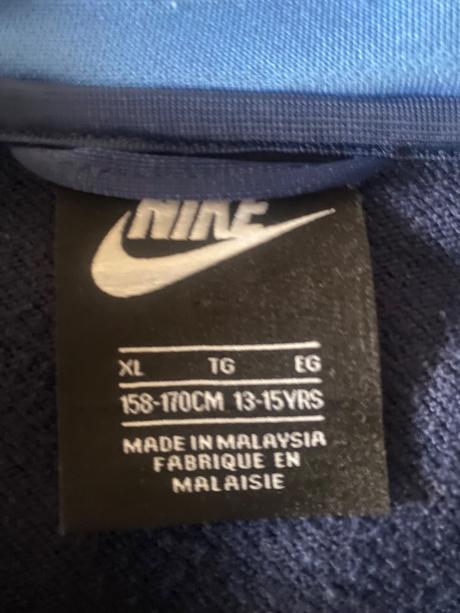 NIKE
XL TG EG
158-170CM 13-15YRS
MADE IN MALAYSIA
FABRIQUE EN
MALAISIE